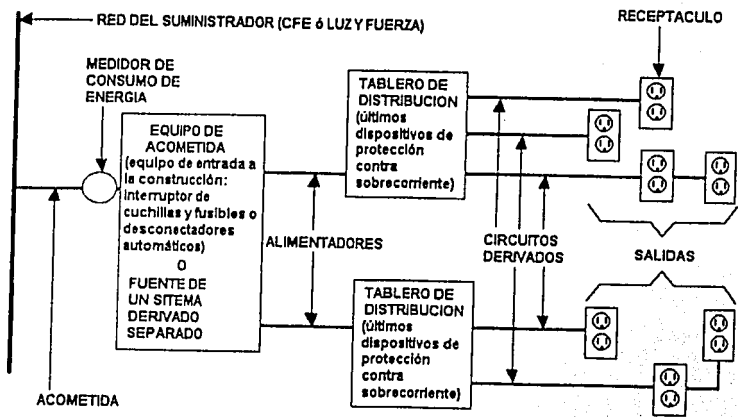 RED DEL SUMINISTRADOR (CFE ó LUZ Y FUERZA)
RECEPTACULO
MEDIDOR DE
CONSUMO DE
ENERGIA
EQUIPO DE
ACOMETIDA
(equipo de entrada a
la construcción:
interruptor de
cuchillas y fusibles o
desconectadores
automáticos)
O
FUENTE DE
UN SITEMA
DERIVADO
SEPARADO
ACOMETIDA
ALIMENTADORES
TABLERO DE
DISTRIBUCION
(últimos
dispositivos de
protección
contra
sobrecorriente)
TABLERO DE
DISTRIBUCION
(últimos
dispositivos de
protección
contra
sobrecorriente)
CIRCUITOS
DERIVADOS
SALIDAS